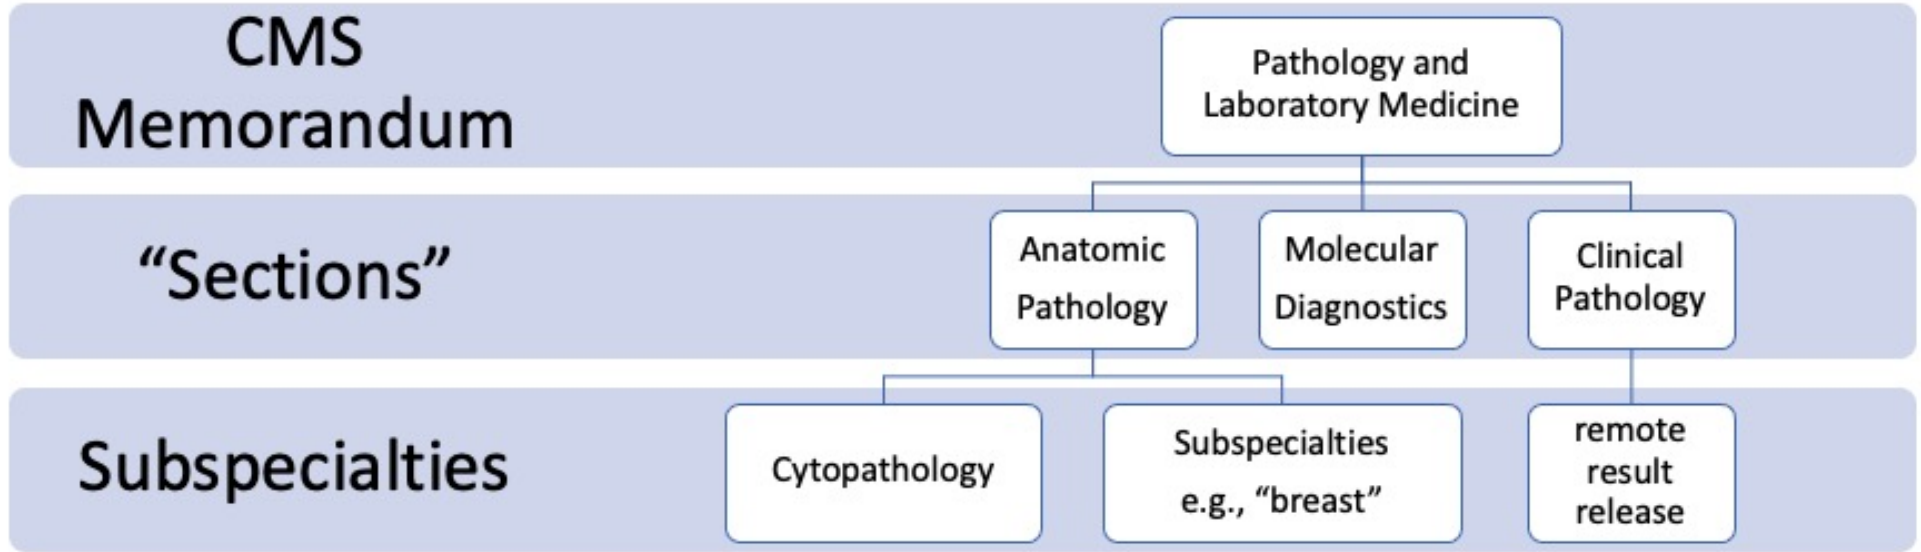 CMS
Memorandum
Pathology and
Laboratory Medicine
“Sections”
Anatomic
Pathology
Molecular
Diagnostics
Clinical
Pathology
Subspecialties
Cytopathology
Subspecialties
e.g., “breast”
remote
result
release